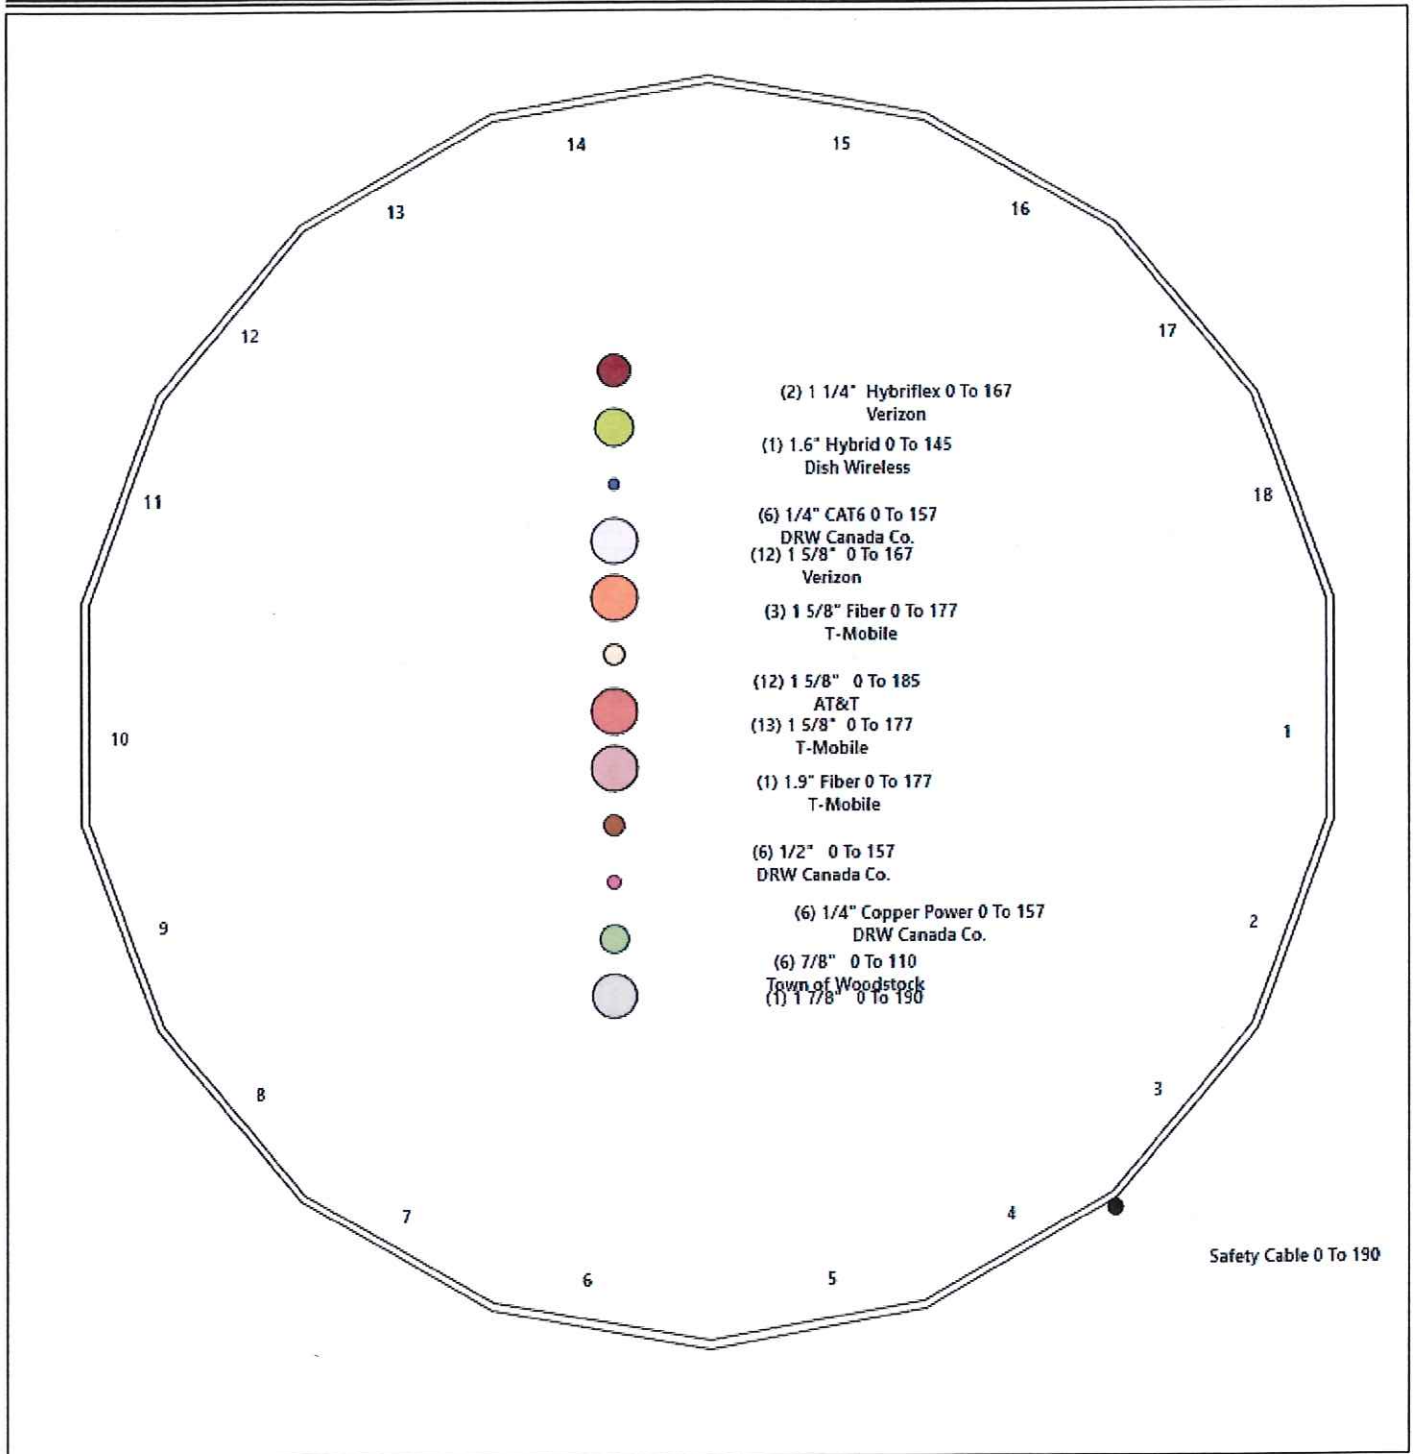 14
15
13
16
12
17
(2) 1 1/4" Hybriflex 0 To 167
Verizon
(1) 1.6" Hybrid 0 To 145
Dish Wireless
11
18
(6) 1/4" CAT6 0 To 157
DRW Canada Co.
(12) 1 5/8" 0 To 167
Verizon
(3) 1 5/8" Fiber 0 To 177
T-Mobile
(12) 1 5/8" 0 To 185
AT&T
(13) 1 5/8" 0 To 177
T-Mobile
10
1
(1) 1.9" Fiber 0 To 177
T-Mobile
(6) 1/2" 0 To 157
DRW Canada Co.
(6) 1/4" Copper Power 0 To 157
DRW Canada Co.
9
2
(6) 7/8" 0 To 110
Town of Woodstock
(1) 1 7/8" 0 To 190
8
3
7
4
Safety Cable 0 To 190
6
5